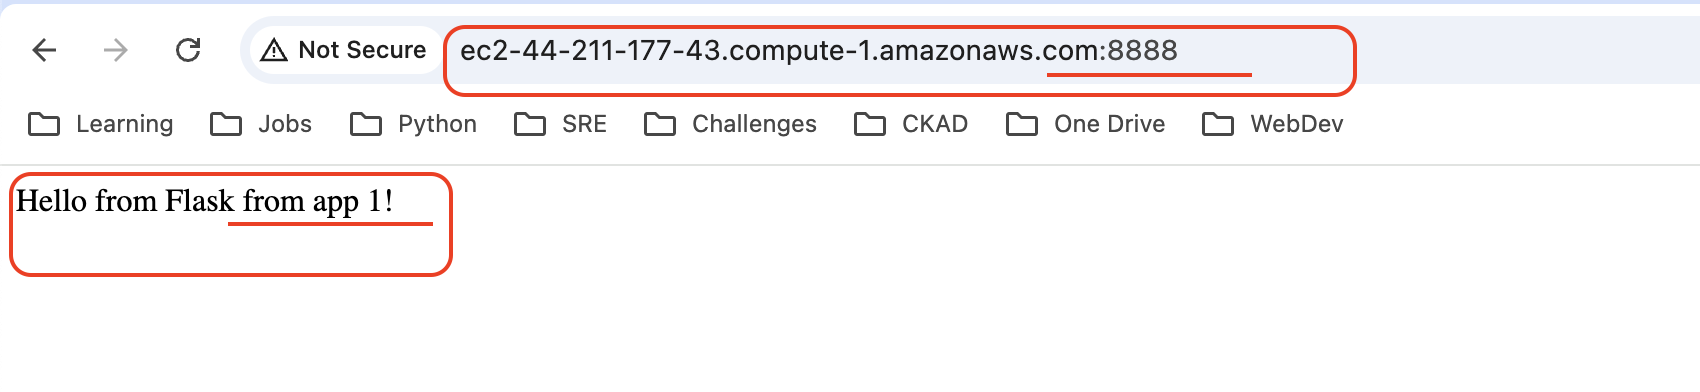 Not Secure ec2-44-211-177-43.compute-1.amazonaws.com:8888
Learning Jobs Python SRE Challenges CKAD One Drive WebDev
Hello from Flask from app 1!